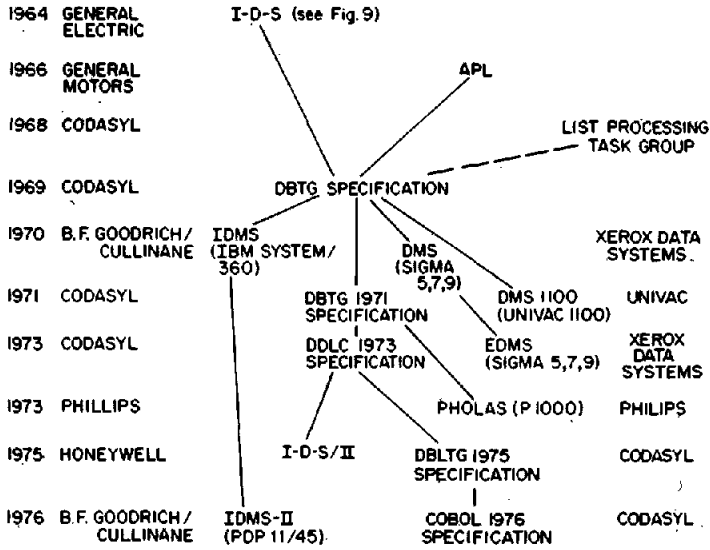 1964 GENERAL ELECTRIC I-D-S (see Fig. 9)
1966 GENERAL MOTORS APL
1968 CODASYL LIST PROCESSING TASK GROUP
1969 CODASYL DBTG SPECIFICATION
1970 B.F. GOODRICH/ CULLINANE IDMS (IBM SYSTEM/ 360) DMS (SIGMA 5,7,9) XEROX DATA SYSTEMS
1971 CODASYL DBTG 1971 SPECIFICATION DMS 1100 (UNIVAC 1100) UNIVAC
1973 CODASYL DDLC 1973 SPECIFICATION EDMS (SIGMA 5,7,9) XEROX DATA SYSTEMS
1973 PHILLIPS PHOLAS (P1000) PHILIPS
1975 HONEYWELL I-D-S/II DBLTG 1975 SPECIFICATION CODASYL
1976 B.F. GOODRICH/ CULLINANE IDMS-II (PDP 11/45) COBOL 1976 SPECIFICATION CODASYL